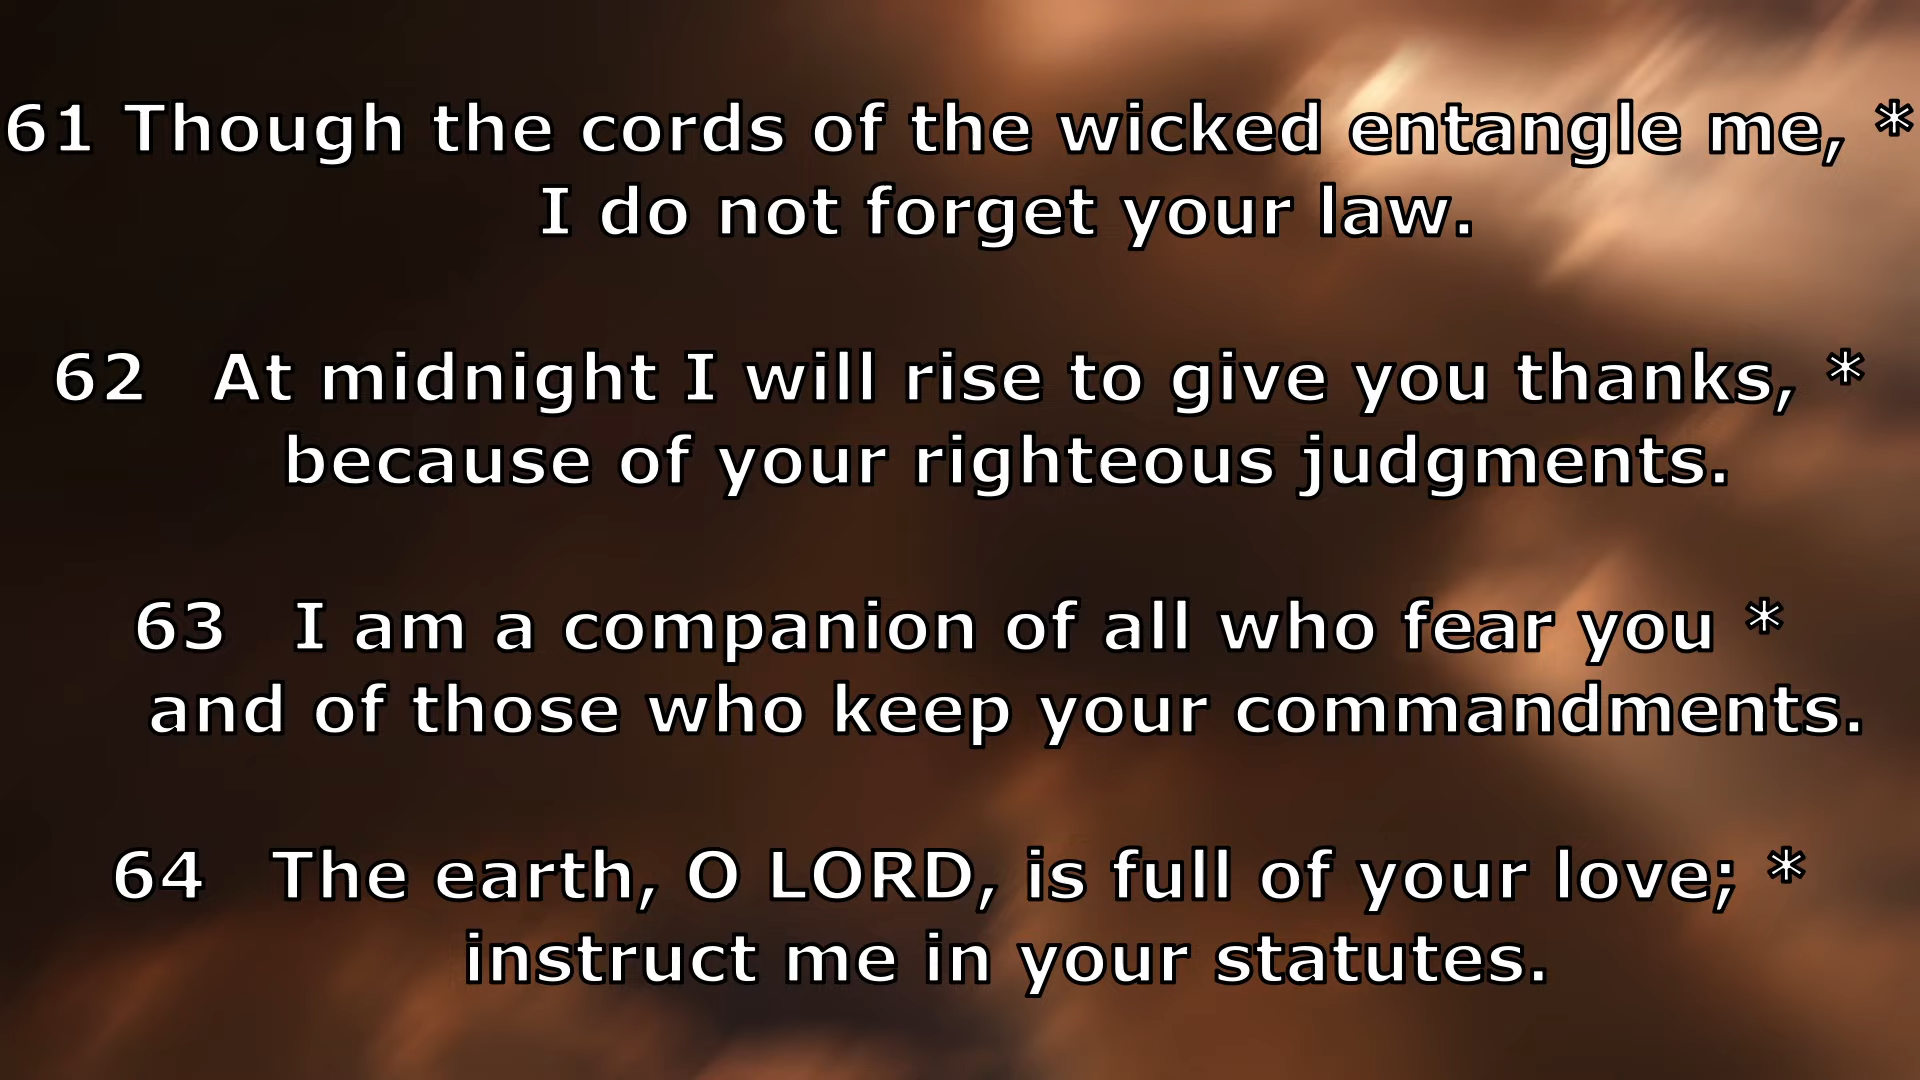 61 Though the cords of the wicked entangle me, *
I do not forget your law.
62 At midnight I will rise to give you thanks, *
because of your righteous judgments.
63 I am a companion of all who fear you *
and of those who keep your commandments.
64 The earth, O LORD, is full of your love; *
instruct me in your statutes.